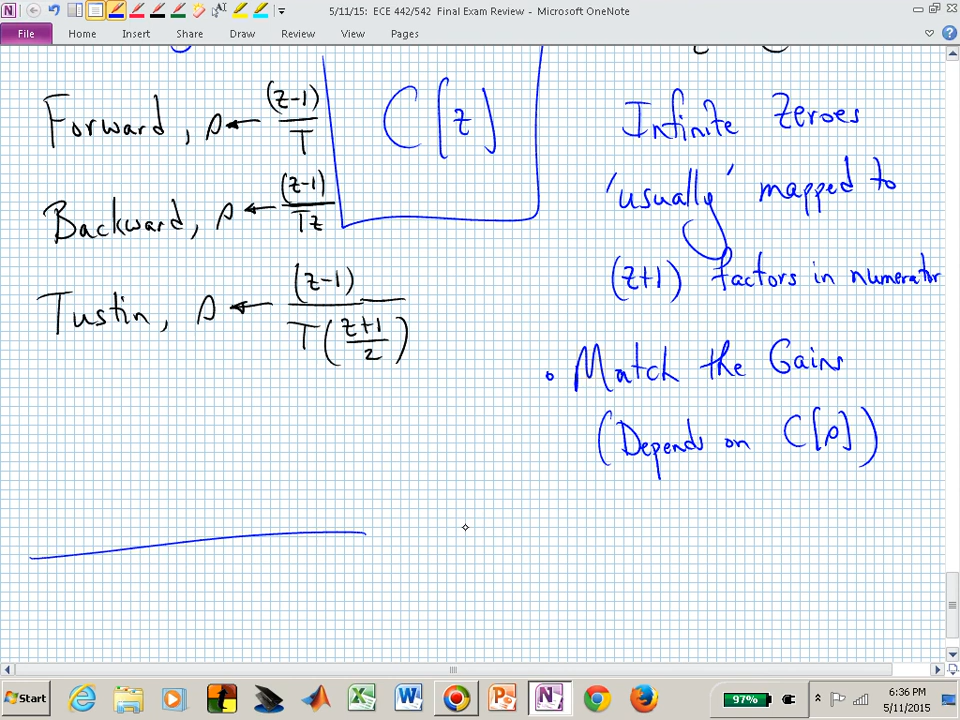 5/11/15: ECE 442/542 Final Exam Review - Microsoft OneNote
File Home Insert Share Draw Review View Pages
Forward, s ← (z-1)/T
Backward, s ← (z-1)/Tz
Tustin, s ← (z-1)/T(z+1/2)
C[z]
Infinite Zeroes
'usually' mapped to
(z+1) factors in numerator
• Match the Gains
(Depends on C[s])
Start
97%
6:36 PM
5/11/2015